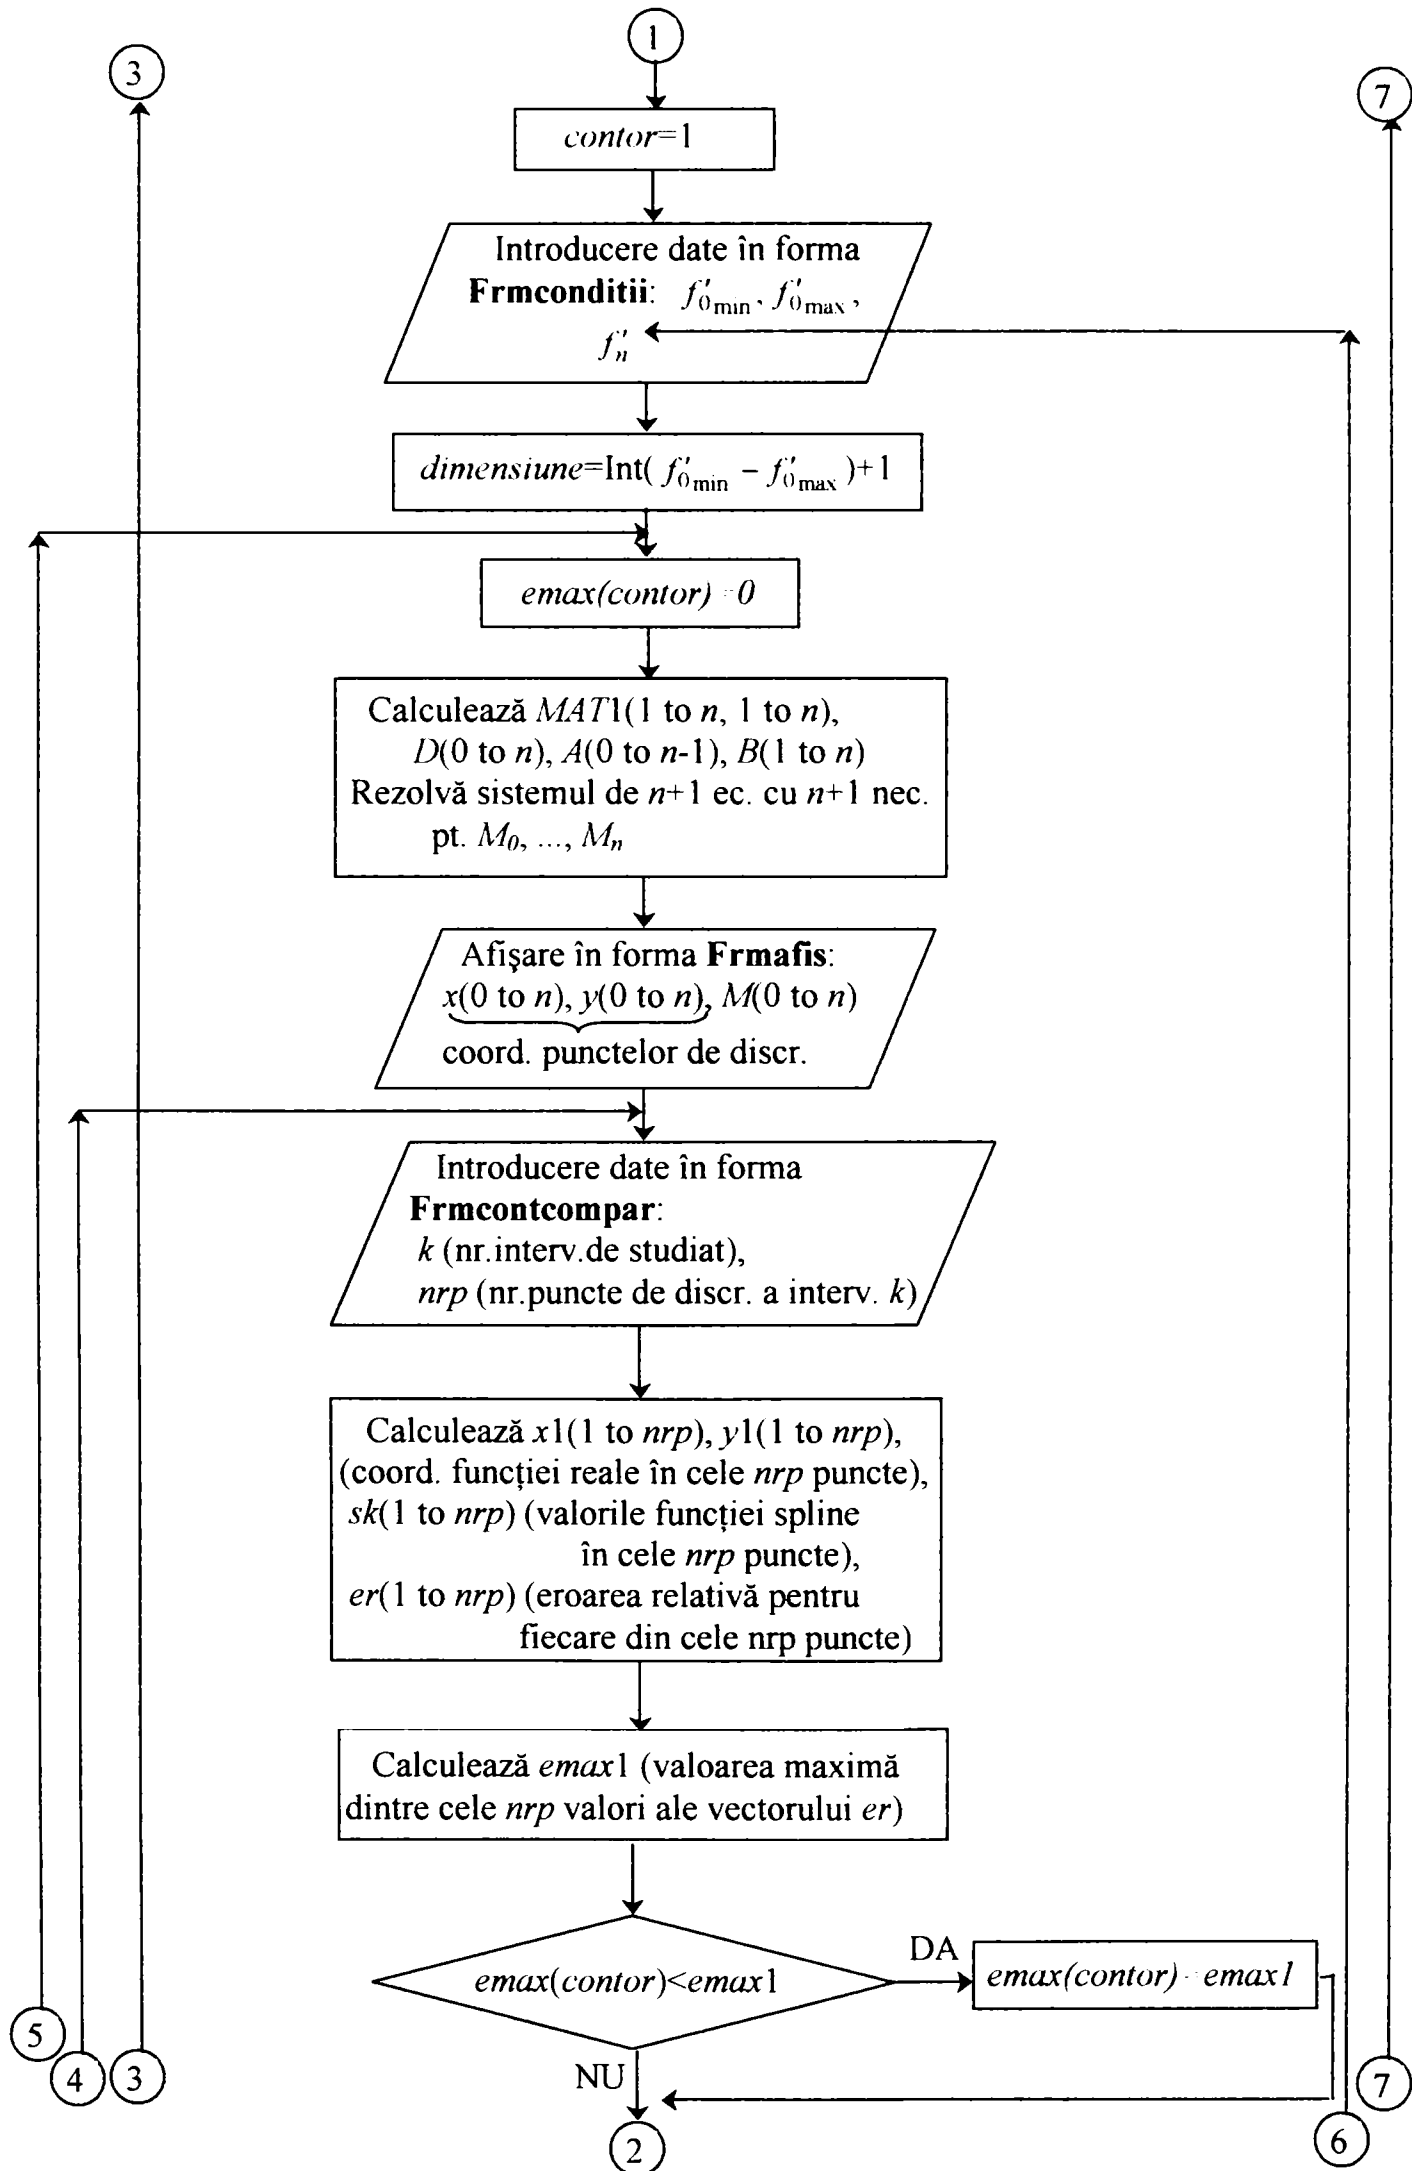 1
3
7
contor=1
Introducere date în forma
Frmconditii: f'0min, f'0max,
f'n
dimensiune=Int( f'0min − f'0max )+1
emax(contor)=0
Calculează MAT1(1 to n, 1 to n),
D(0 to n), A(0 to n-1), B(1 to n)
Rezolvă sistemul de n+1 ec. cu n+1 nec.
pt. M0, ..., Mn
Afişare în forma Frmafis:
x(0 to n), y(0 to n), M(0 to n)
coord. punctelor de discr.
Introducere date în forma
Frmcontcompar:
k (nr.interv.de studiat),
nrp (nr.puncte de discr. a interv. k)
Calculează x1(1 to nrp), y1(1 to nrp),
(coord. funcţiei reale în cele nrp puncte),
sk(1 to nrp) (valorile funcţiei spline
în cele nrp puncte),
er(1 to nrp) (eroarea relativă pentru
fiecare din cele nrp puncte)
Calculează emax1 (valoarea maximă
dintre cele nrp valori ale vectorului er)
emax(contor)<emax1
DA
emax(contor)=emax1
NU
5
4
3
2
6
7